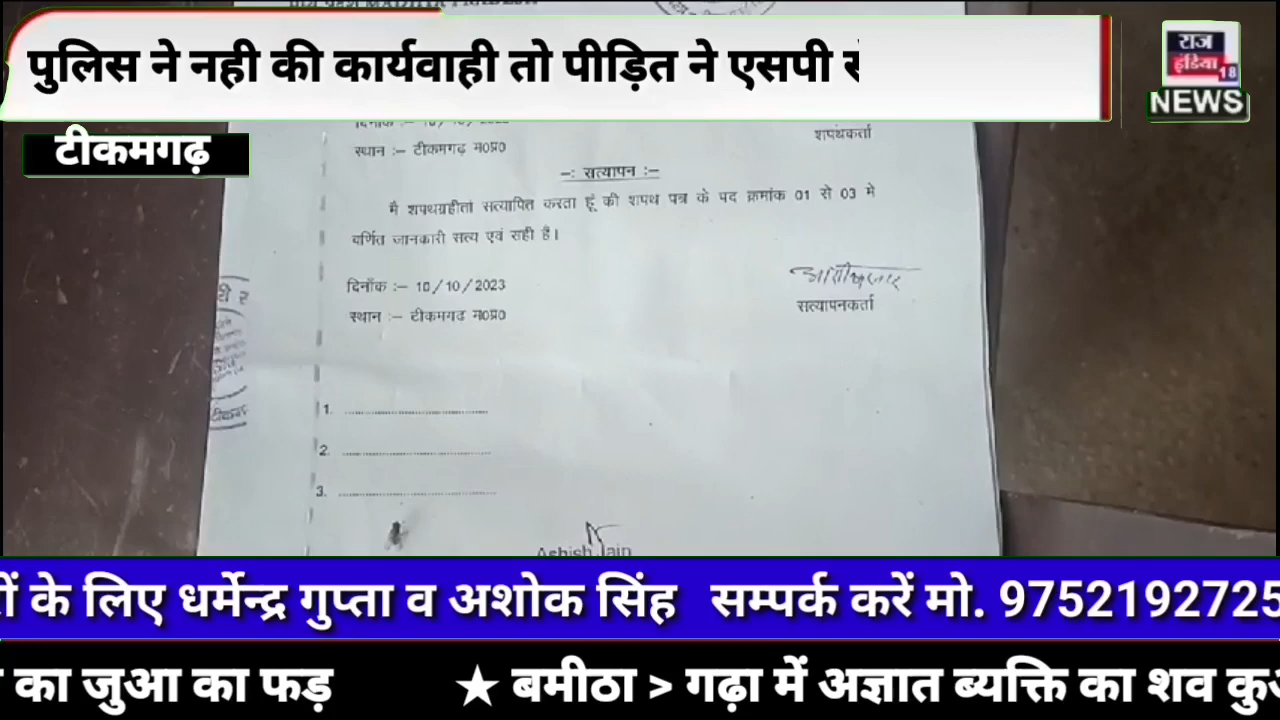 पुलिस ने नही की कार्यवाही तो पीड़ित ने एसपी
राज
इंडिया 18
NEWS
टीकमगढ़
शपथकर्ता
स्थान :- टीकमगढ़ म0प्र0
-: सत्यापन :-
मै शपथग्रहीता सत्यापित करता हूं की शपथ पत्र के पद क्रमांक 01 से 03 मे
वर्णित जानकारी सत्य एवं सही है।
दिनाँक :- 10/10/2023
स्थान :- टीकमगढ म0प्र0
सत्यापनकर्ता
1. ........................
2. ........................
3. ........................
Ashish Jain
के लिए धर्मेन्द्र गुप्ता व अशोक सिंह सम्पर्क करें मो. 9752192725
का जुआ का फड़ ★ बमीठा > गढ़ा में अज्ञात ब्यक्ति का शव